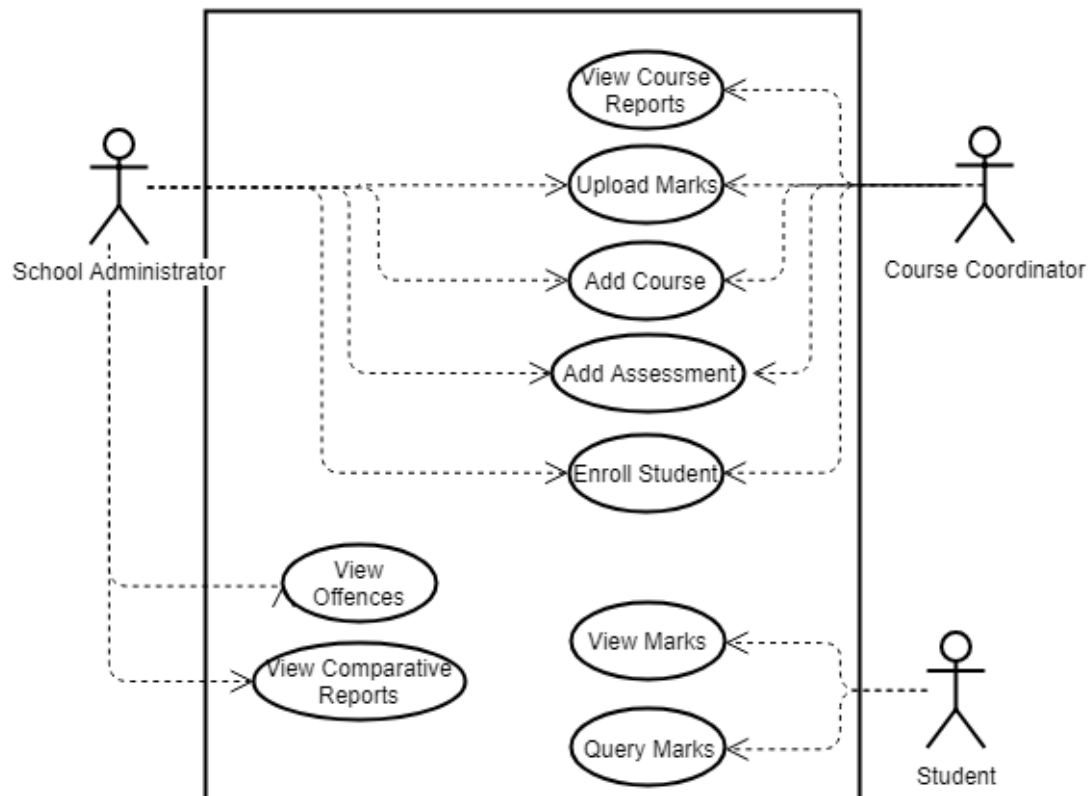 View Course
Reports
Upload Marks
School Administrator
Course Coordinator
Add Course
Add Assessment
Enroll Student
View
Offences
View Marks
View Comparative
Reports
Query Marks
Student